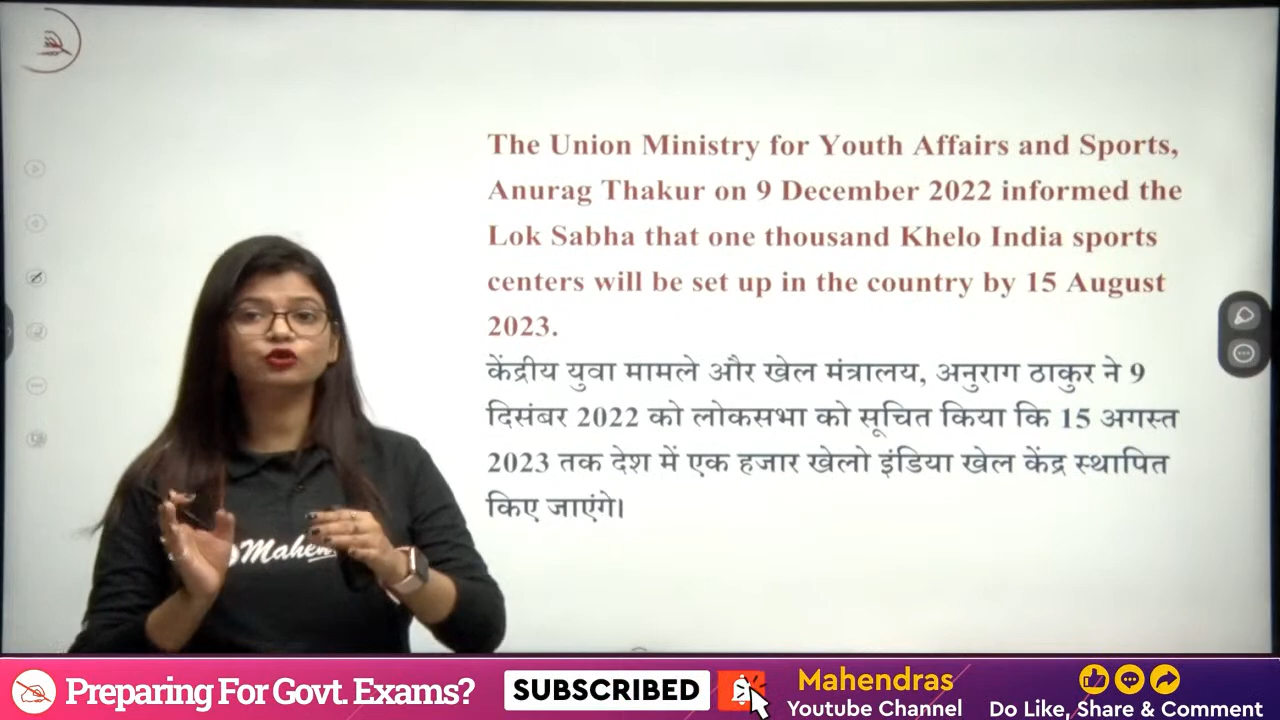 The Union Ministry for Youth Affairs and Sports,
Anurag Thakur on 9 December 2022 informed the
Lok Sabha that one thousand Khelo India sports
centers will be set up in the country by 15 August
2023.
केंद्रीय युवा मामले और खेल मंत्रालय, अनुराग ठाकुर ने 9
दिसंबर 2022 को लोकसभा को सूचित किया कि 15 अगस्त
2023 तक देश में एक हजार खेलो इंडिया खेल केंद्र स्थापित
किए जाएंगे।
Preparing For Govt. Exams?
SUBSCRIBED
Mahendras
Youtube Channel
Do Like, Share & Comment